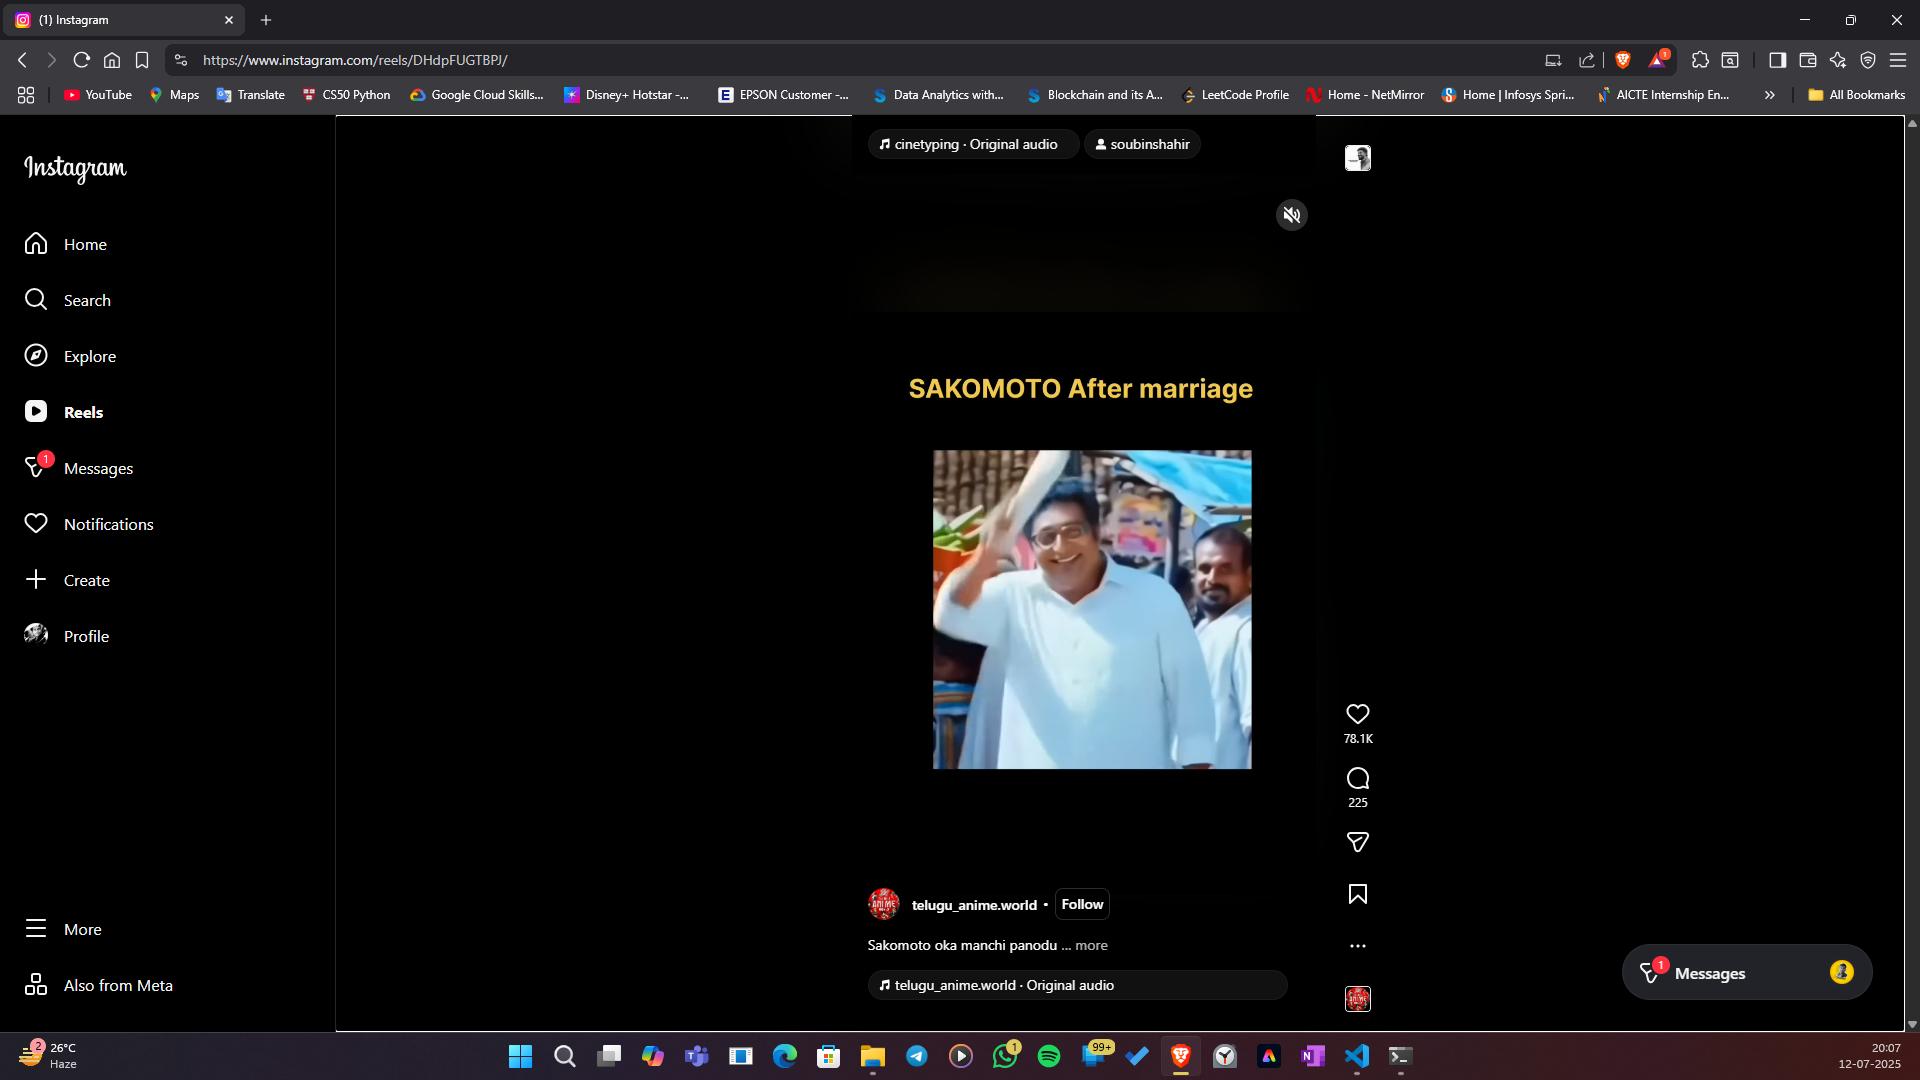 (1) Instagram
https://www.instagram.com/reels/DHdpFUGTBPJ/
1
YouTube
Maps
Translate
CS50 Python
Google Cloud Skills...
Disney+ Hotstar -...
EPSON Customer -...
Data Analytics with...
Blockchain and its A...
LeetCode Profile
Home - NetMirror
Home | Infosys Spri...
AICTE Internship En...
All Bookmarks
Instagram
Home
Search
Explore
Reels
1
Messages
Notifications
Create
Profile
More
Also from Meta
cinetyping · Original audio
soubinshahir
SAKOMOTO After marriage
78.1K
225
telugu_anime.world • Follow
Sakomoto oka manchi panodu ... more
telugu_anime.world · Original audio
1
Messages
2
26°C
Haze
1
99+
20:07
12-07-2025